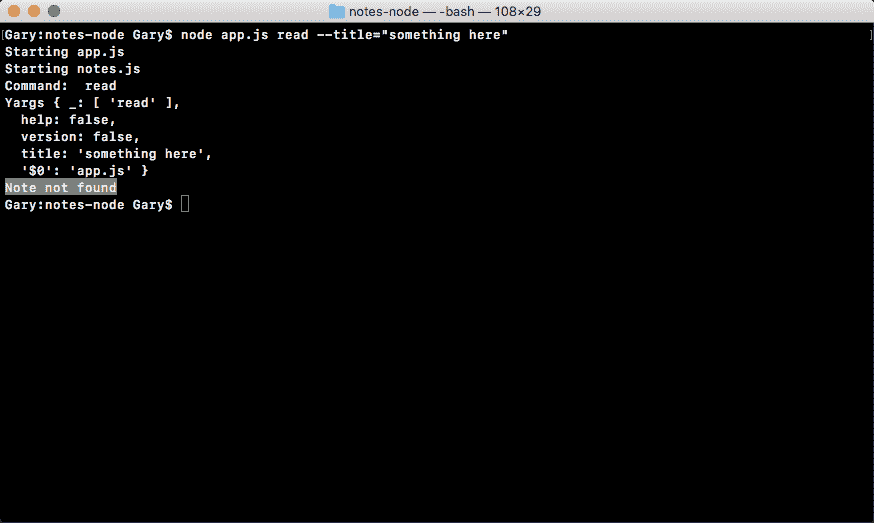 notes-node — -bash — 108×29
[Gary:notes-node Gary$ node app.js read --title="something here" ]
Starting app.js
Starting notes.js
Command:  read
Yargs { _: [ 'read' ],
  help: false,
  version: false,
  title: 'something here',
  '$0': 'app.js' }
Note not found
Gary:notes-node Gary$